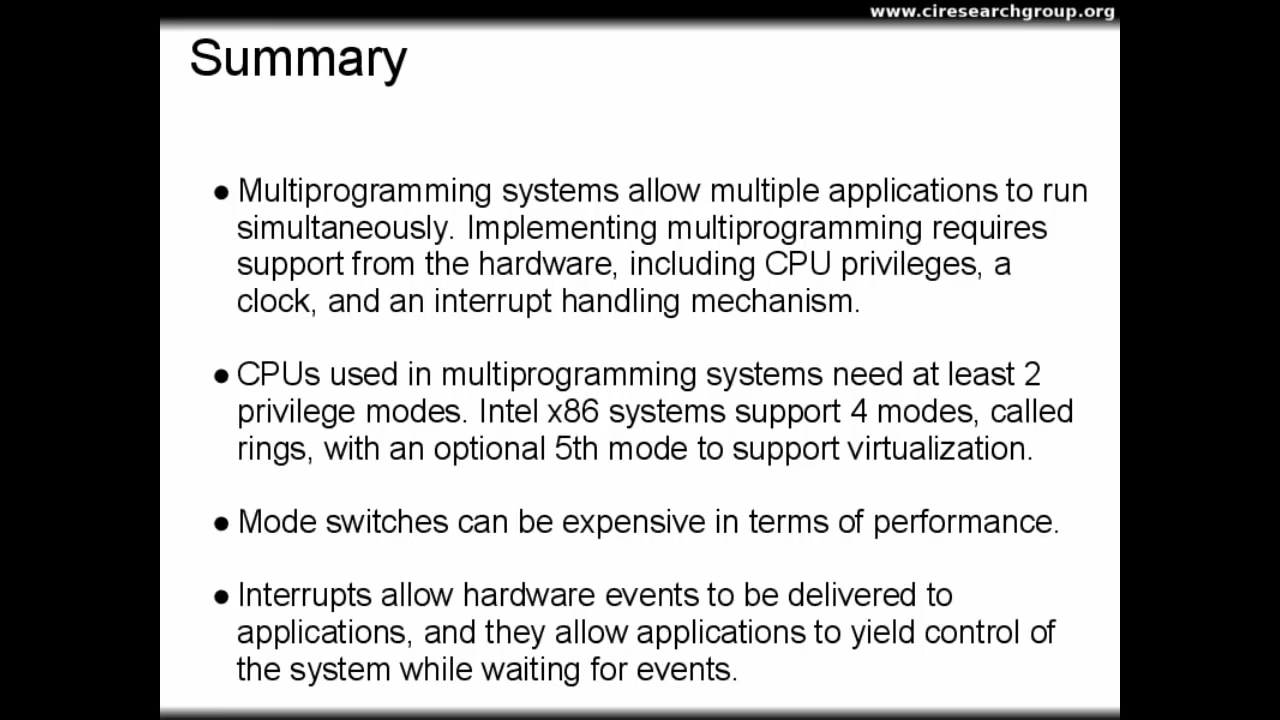 www.ciresearchgroup.org
Summary
● Multiprogramming systems allow multiple applications to run
simultaneously. Implementing multiprogramming requires
support from the hardware, including CPU privileges, a
clock, and an interrupt handling mechanism.
● CPUs used in multiprogramming systems need at least 2
privilege modes. Intel x86 systems support 4 modes, called
rings, with an optional 5th mode to support virtualization.
● Mode switches can be expensive in terms of performance.
● Interrupts allow hardware events to be delivered to
applications, and they allow applications to yield control of
the system while waiting for events.